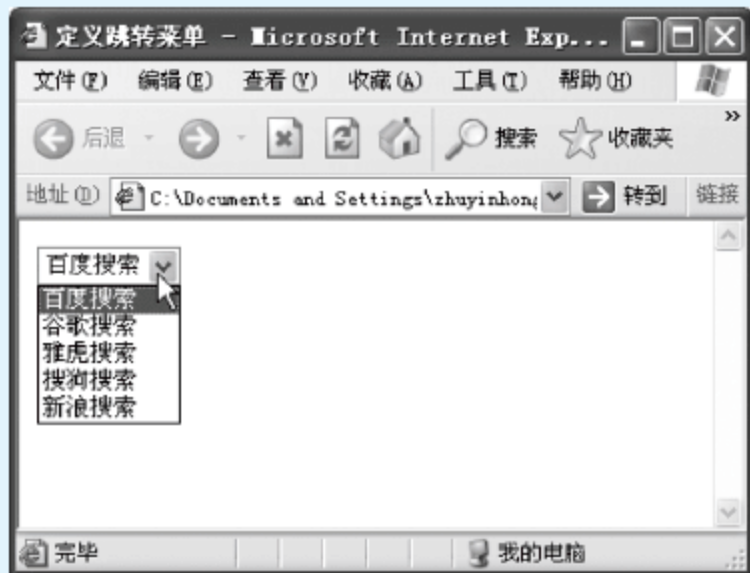 定义跳转菜单 - Microsoft Internet Exp...
文件(F) 编辑(E) 查看(V) 收藏(A) 工具(T) 帮助(H)
后退 搜索 收藏夹 »
地址(D) C:\Documents and Settings\zhuyinhong 转到 链接
百度搜索
百度搜索
谷歌搜索
雅虎搜索
搜狗搜索
新浪搜索
完毕 我的电脑